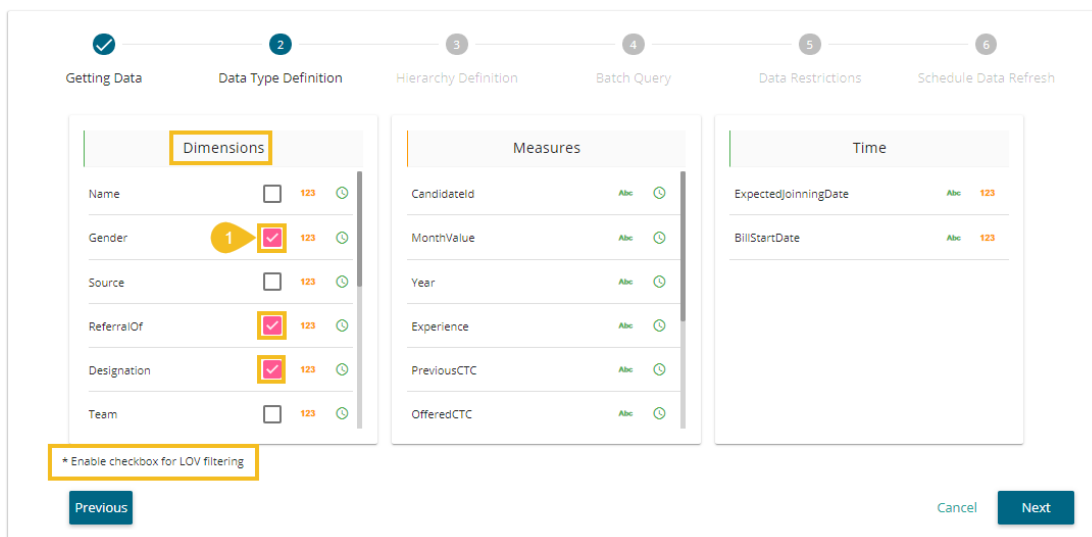 2 3 4 5 6
Getting Data Data Type Definition Hierarchy Definition Batch Query Data Restrictions Schedule Data Refresh
Dimensions Measures Time
Name 123 CandidateId Abc ExpectedJoinningDate Abc 123
Gender 1 123 MonthValue Abc BillStartDate Abc 123
Source 123 Year Abc
ReferralOf 123 Experience Abc
Designation 123 PreviousCTC Abc
Team 123 OfferedCTC Abc
* Enable checkbox for LOV filtering
Previous Cancel Next